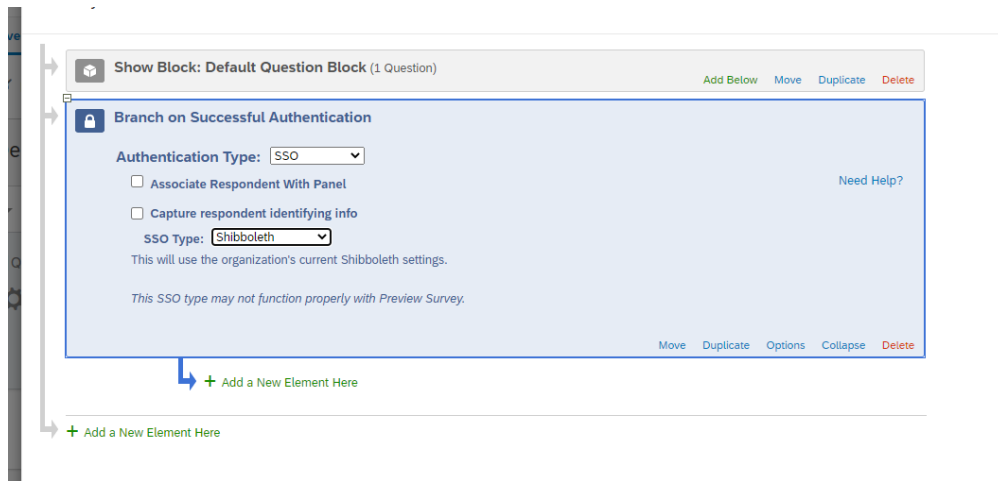 Show Block: Default Question Block (1 Question)
Add Below Move Duplicate Delete
Branch on Successful Authentication
Authentication Type: SSO
Associate Respondent With Panel
Need Help?
Capture respondent identifying info
SSO Type: Shibboleth
This will use the organization's current Shibboleth settings.
This SSO type may not function properly with Preview Survey.
Move Duplicate Options Collapse Delete
+ Add a New Element Here
+ Add a New Element Here